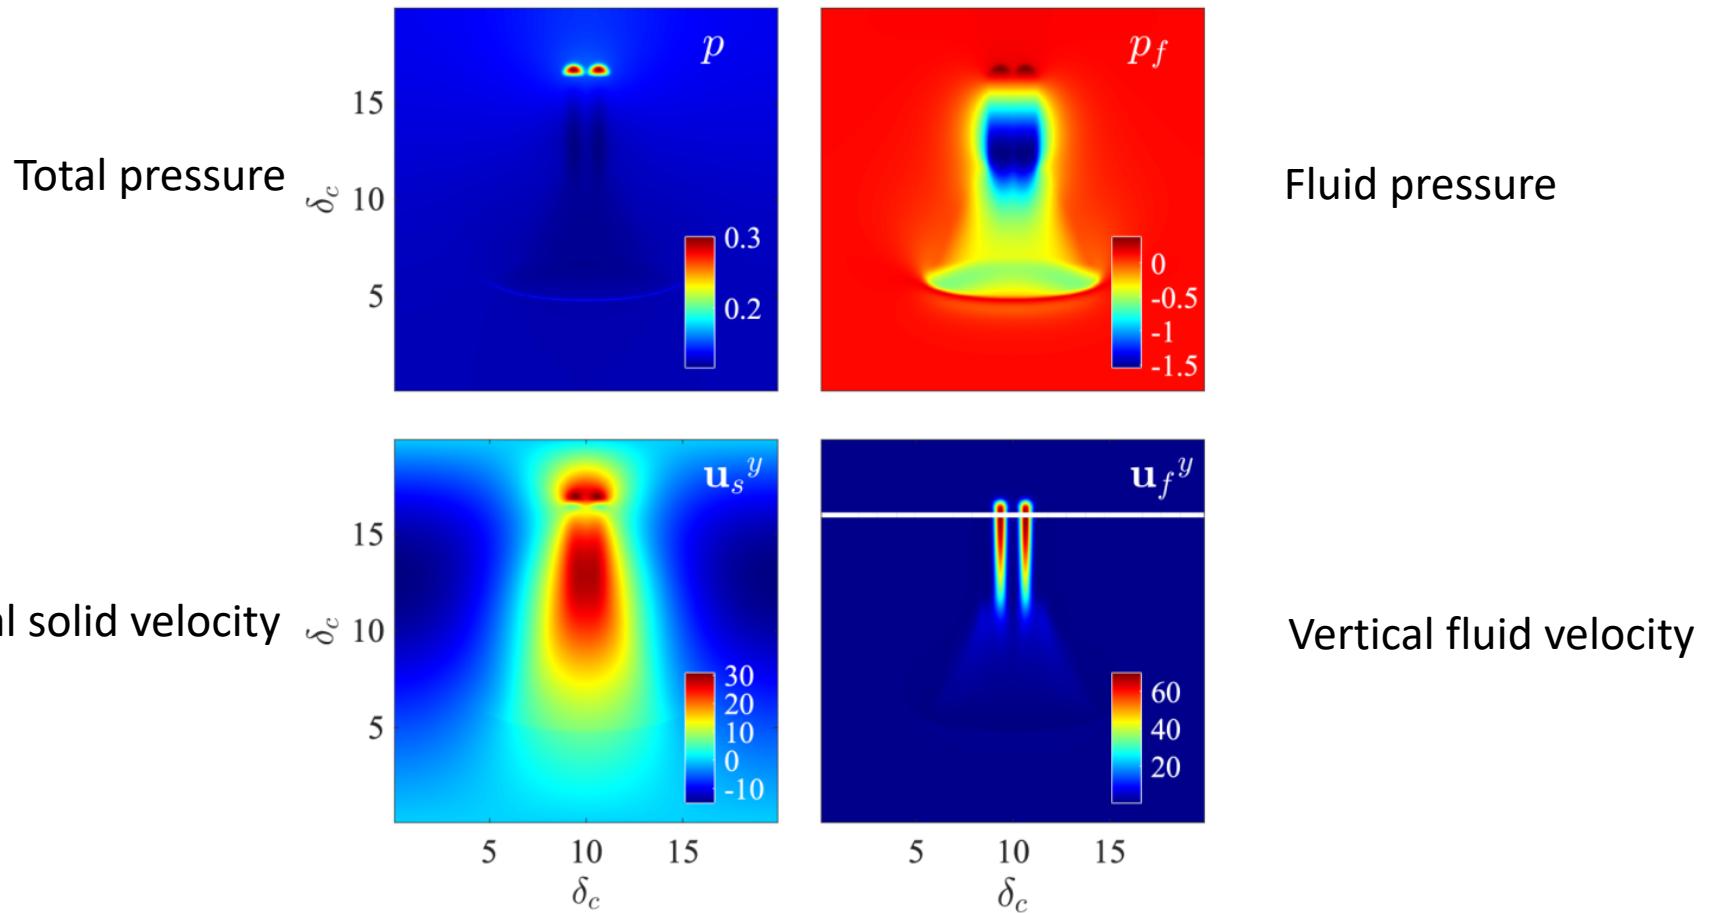 p
15
Total pressure
δc
10
5
0.3
0.2
pf
Fluid pressure
0
-0.5
-1
-1.5
us^y
15
al solid velocity
δc
10
5
30
20
10
0
-10
5 10 15
δc
uf^y
Vertical fluid velocity
60
40
20
5 10 15
δc